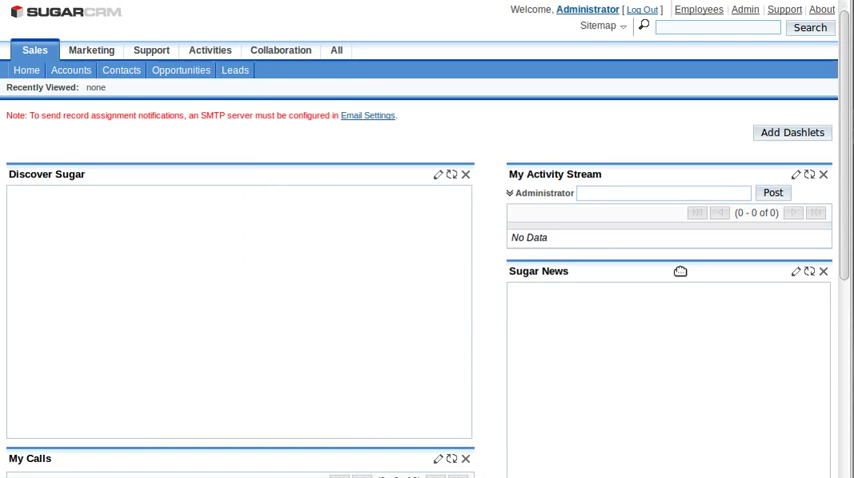 SUGARCRM
Welcome, Administrator [ Log Out ] Employees | Admin | Support | About
Sitemap Search
Sales Marketing Support Activities Collaboration All
Home Accounts Contacts Opportunities Leads
Recently Viewed: none
Note: To send record assignment notifications, an SMTP server must be configured in Email Settings.
Add Dashlets
Discover Sugar
My Activity Stream
Administrator Post
(0 - 0 of 0)
No Data
Sugar News
My Calls